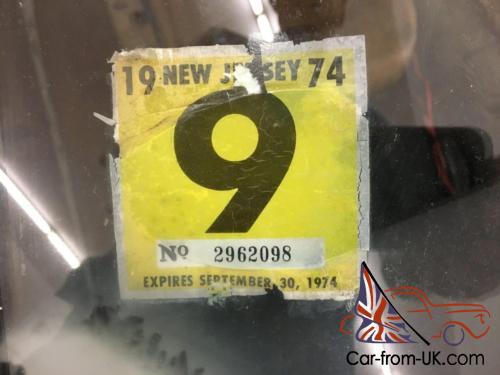 19 NEW JERSEY 74
9
Nº 2962098
EXPIRES SEPTEMBER 30, 1974
Car-from-UK.com